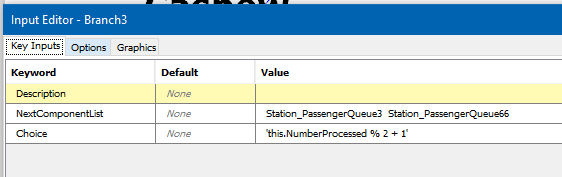 Input Editor - Branch3
Key Inputs Options Graphics
Keyword Default Value
Description None
NextComponentList None Station_PassengerQueue3 Station_PassengerQueue66
Choice None 'this.NumberProcessed % 2 + 1'